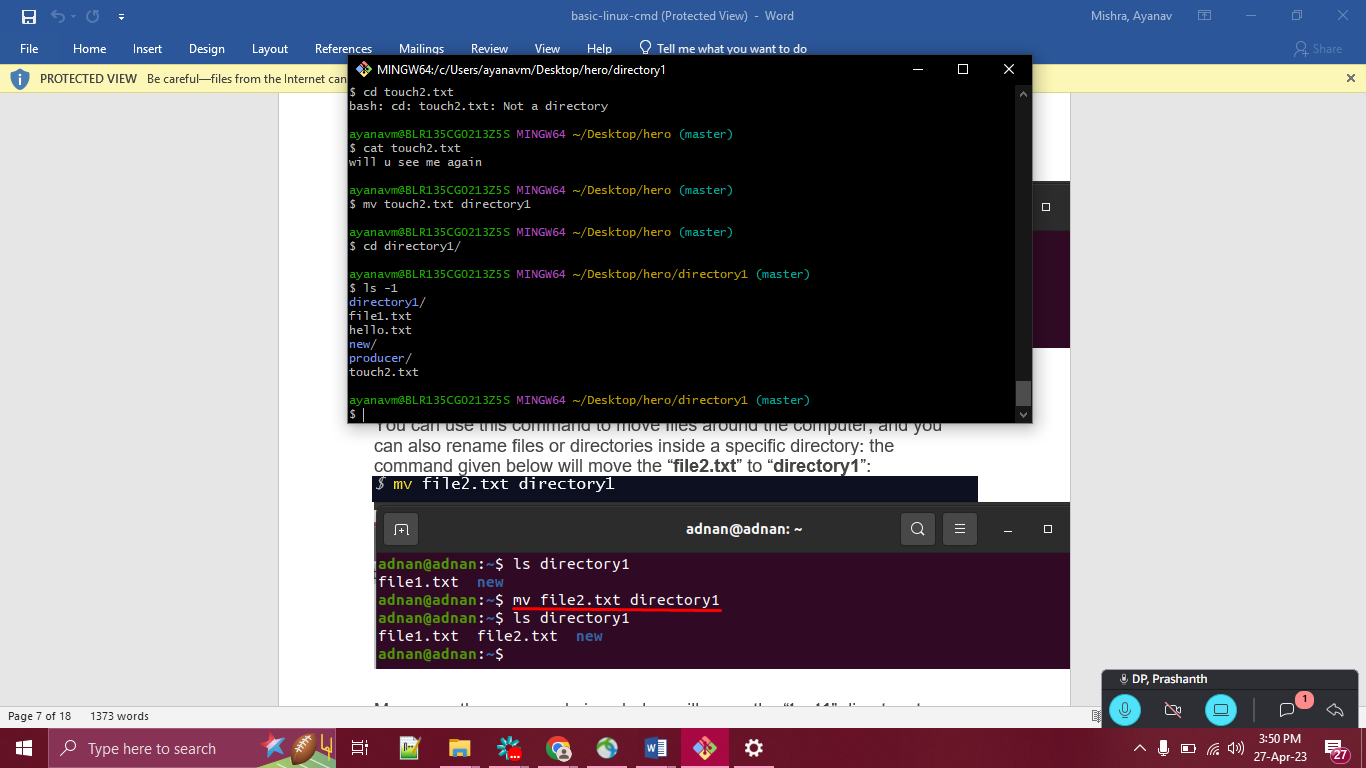 basic-linux-cmd (Protected View) - Word
Mishra, Ayanav
File Home Insert Design Layout References Mailings Review View Help Tell me what you want to do Share
PROTECTED VIEW Be careful—files from the Internet can
MINGW64:/c/Users/ayanavm/Desktop/hero/directory1
$ cd touch2.txt
bash: cd: touch2.txt: Not a directory
ayanavm@BLR135CG0213Z5S MINGW64 ~/Desktop/hero (master)
$ cat touch2.txt
will u see me again
ayanavm@BLR135CG0213Z5S MINGW64 ~/Desktop/hero (master)
$ mv touch2.txt directory1
ayanavm@BLR135CG0213Z5S MINGW64 ~/Desktop/hero (master)
$ cd directory1/
ayanavm@BLR135CG0213Z5S MINGW64 ~/Desktop/hero/directory1 (master)
$ ls -1
directory1/
file1.txt
hello.txt
new/
producer/
touch2.txt
ayanavm@BLR135CG0213Z5S MINGW64 ~/Desktop/hero/directory1 (master)
$
You can use this command to move files around the computer, and you
can also rename files or directories inside a specific directory: the
command given below will move the “file2.txt” to “directory1”:
$ mv file2.txt directory1
adnan@adnan: ~
adnan@adnan:~$ ls directory1
file1.txt new
adnan@adnan:~$ mv file2.txt directory1
adnan@adnan:~$ ls directory1
file1.txt file2.txt new
adnan@adnan:~$
DP, Prashanth
1
Page 7 of 18 1373 words
Type here to search
3:50 PM
27-Apr-23
27